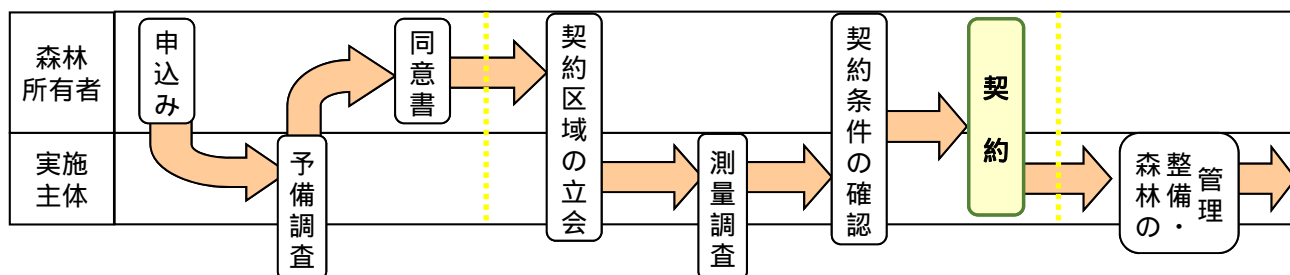 森林
所有者
申込み
同意書
契約区域の立会
契約条件の確認
契約
実施
主体
予備調査
測量調査
森林の
整備・
管理